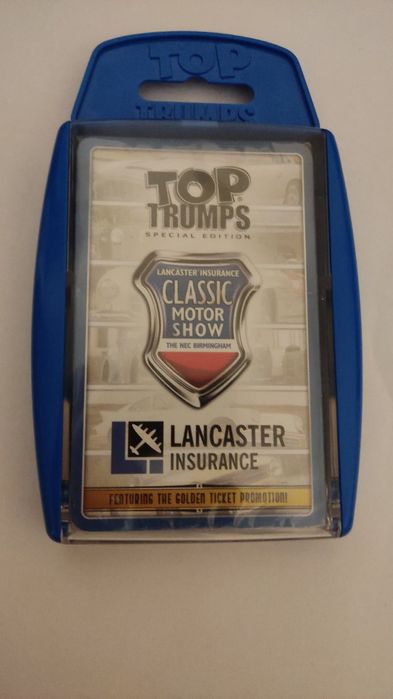 TOP
TRUMPS
TOP
TRUMPS
SPECIAL EDITION
LANCASTER INSURANCE
CLASSIC
MOTOR
SHOW
THE NEC BIRMINGHAM
LANCASTER
INSURANCE
FEATURING THE GOLDEN TICKET PROMOTION!